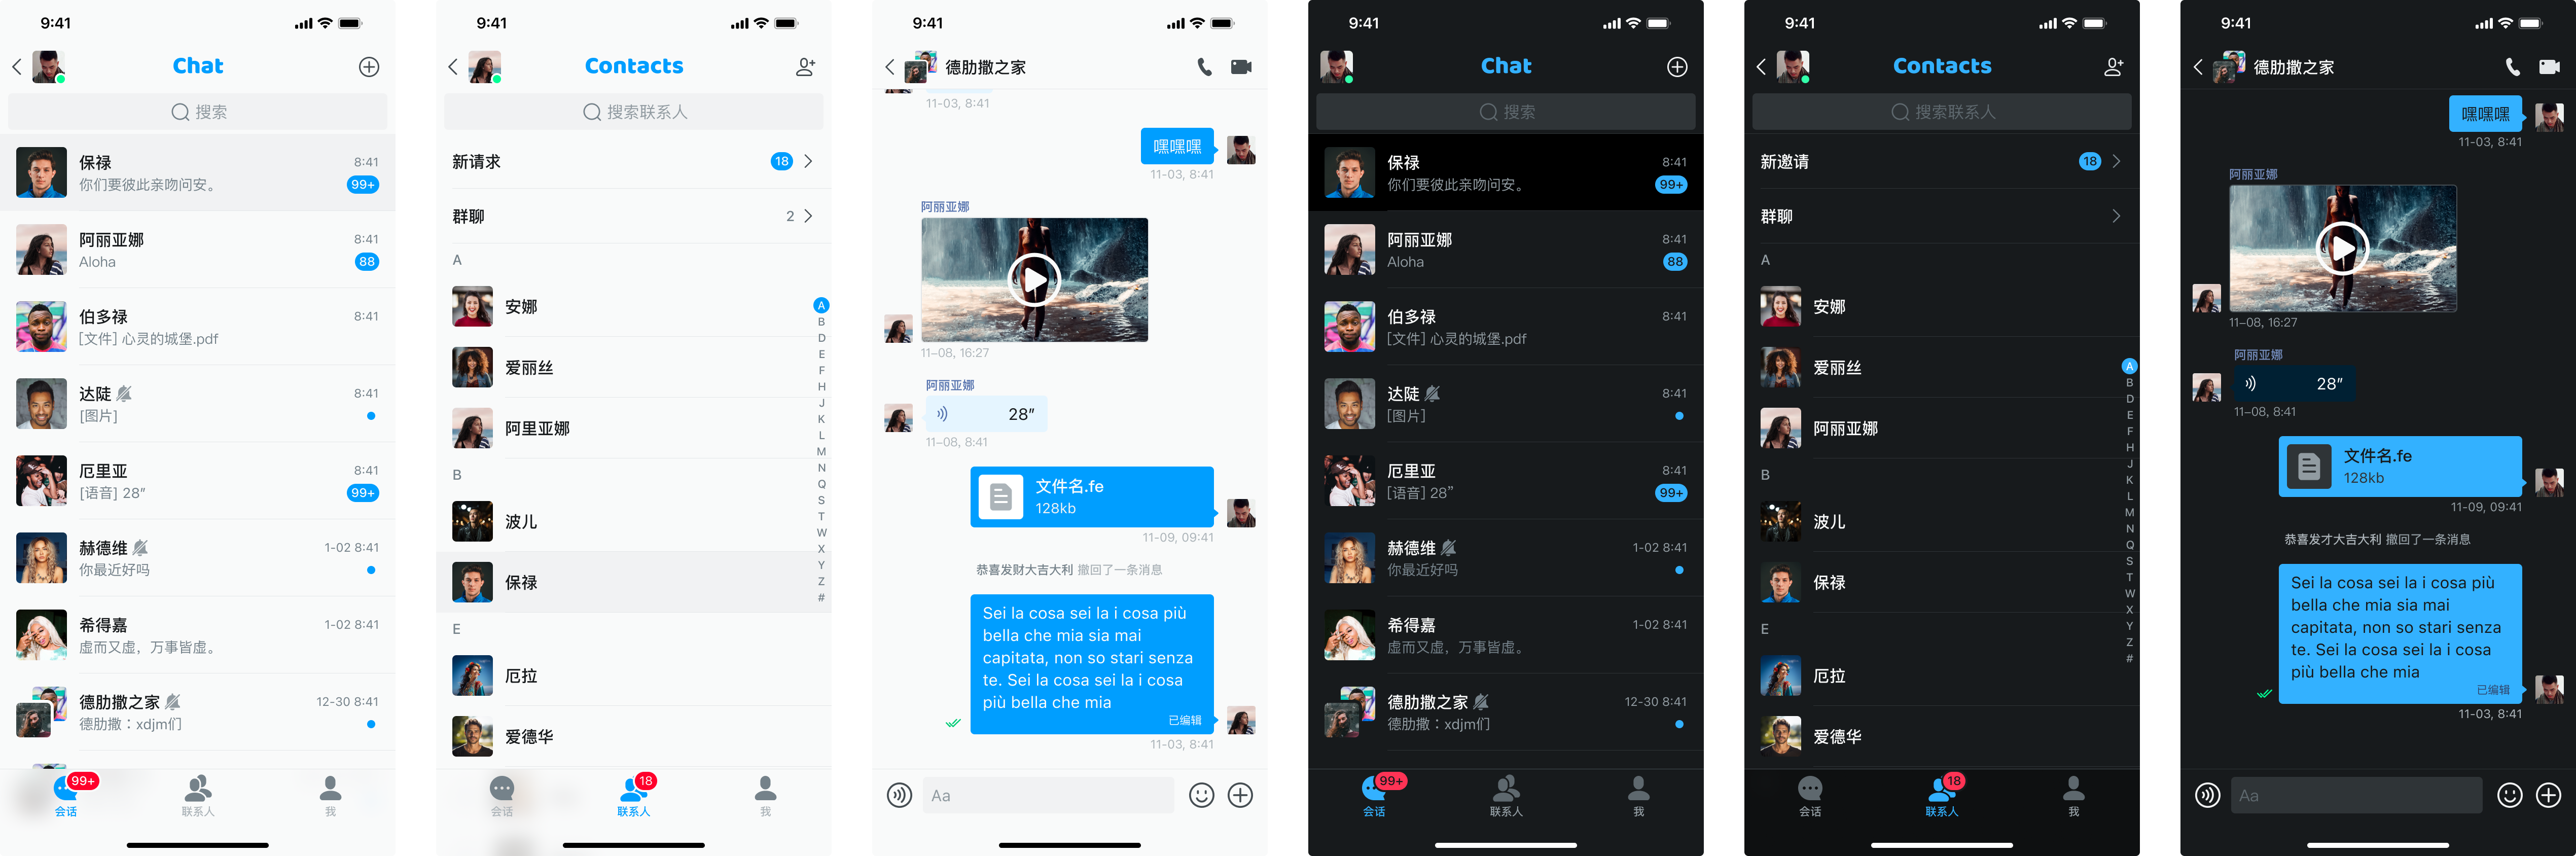 9:41
Chat
搜索
保禄
8:41
你们要彼此亲吻问安。
99+
阿丽亚娜
8:41
Aloha
88
伯多禄
8:41
[文件] 心灵的城堡.pdf
达陡
8:41
[图片]
厄里亚
8:41
[语音] 28”
99+
赫德维
1-02 8:41
你最近好吗
希得嘉
1-02 8:41
虚而又虚，万事皆虚。
德肋撒之家
12-30 8:41
德肋撒：xdjm们
99+
会话
联系人
我
9:41
Contacts
搜索联系人
新请求
18
群聊
2
A
安娜
爱丽丝
阿里亚娜
B
波儿
保禄
E
厄拉
爱德华
A
B
D
E
F
H
J
K
L
M
N
Q
S
T
W
X
Y
Z
#
18
会话
联系人
我
9:41
德肋撒之家
11-03, 8:41
嘿嘿嘿
11-03, 8:41
阿丽亚娜
11-08, 16:27
阿丽亚娜
28”
11-08, 8:41
文件名.fe
128kb
11-09, 09:41
恭喜发财大吉大利 撤回了一条消息
Sei la cosa sei la i cosa più
bella che mia sia mai
capitata, non so stari senza
te. Sei la cosa sei la i cosa
più bella che mia
已编辑
11-03, 8:41
Aa
9:41
Chat
搜索
保禄
8:41
你们要彼此亲吻问安。
99+
阿丽亚娜
8:41
Aloha
88
伯多禄
8:41
[文件] 心灵的城堡.pdf
达陡
8:41
[图片]
厄里亚
8:41
[语音] 28”
99+
赫德维
1-02 8:41
你最近好吗
希得嘉
1-02 8:41
虚而又虚，万事皆虚。
德肋撒之家
12-30 8:41
德肋撒：xdjm们
99+
会话
联系人
我
9:41
Contacts
搜索联系人
新邀请
18
群聊
A
安娜
爱丽丝
阿丽亚娜
B
波儿
保禄
E
厄拉
爱德华
A
B
D
E
F
H
J
K
L
M
N
Q
S
T
W
X
Y
Z
#
18
会话
联系人
我
9:41
德肋撒之家
嘿嘿嘿
11-03, 8:41
阿丽亚娜
11-08, 16:27
阿丽亚娜
28”
11-08, 8:41
文件名.fe
128kb
11-09, 09:41
恭喜发才大吉大利 撤回了一条消息
Sei la cosa sei la i cosa più
bella che mia sia mai
capitata, non so stari senza
te. Sei la cosa sei la i cosa
più bella che mia
已编辑
11-03, 8:41
Aa